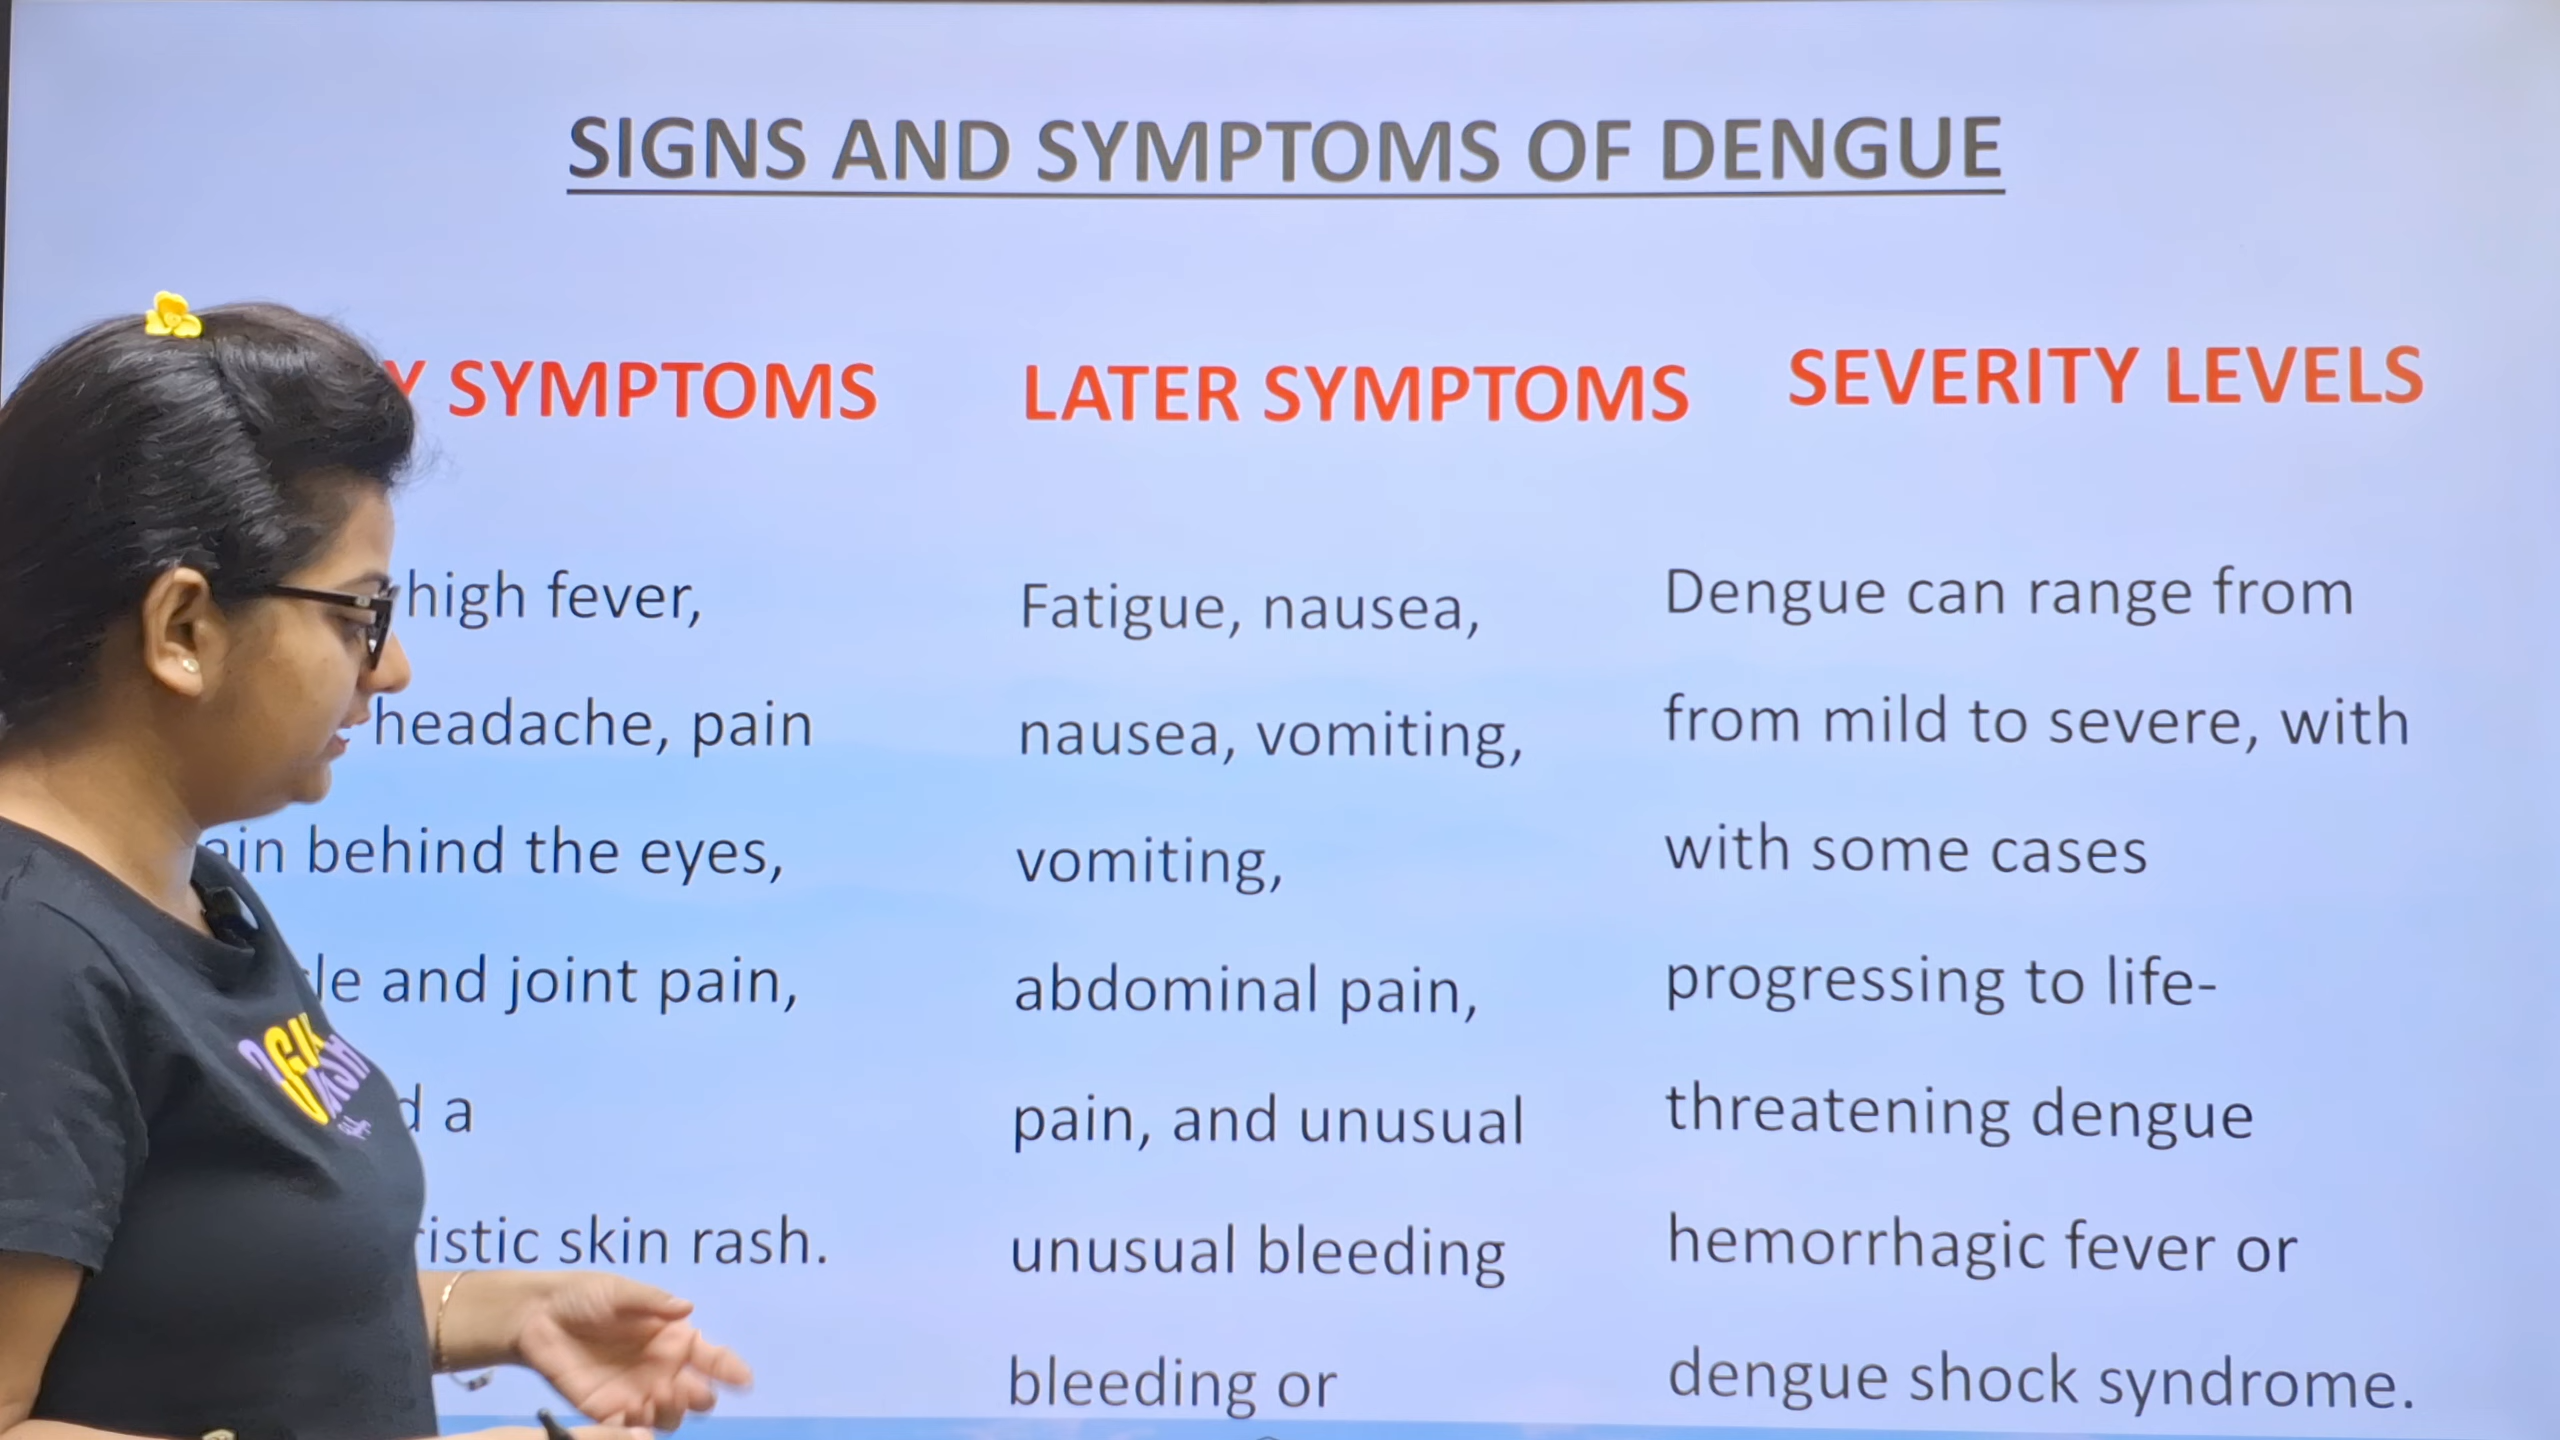 SIGNS AND SYMPTOMS OF DENGUE
SYMPTOMS
high fever,
headache, pain
behind the eyes,
and joint pain,
a
skin rash.
LATER SYMPTOMS
Fatigue, nausea,
nausea, vomiting,
vomiting,
abdominal pain,
pain, and unusual
unusual bleeding
bleeding or
SEVERITY LEVELS
Dengue can range from
from mild to severe, with
with some cases
progressing to life-
threatening dengue
hemorrhagic fever or
dengue shock syndrome.